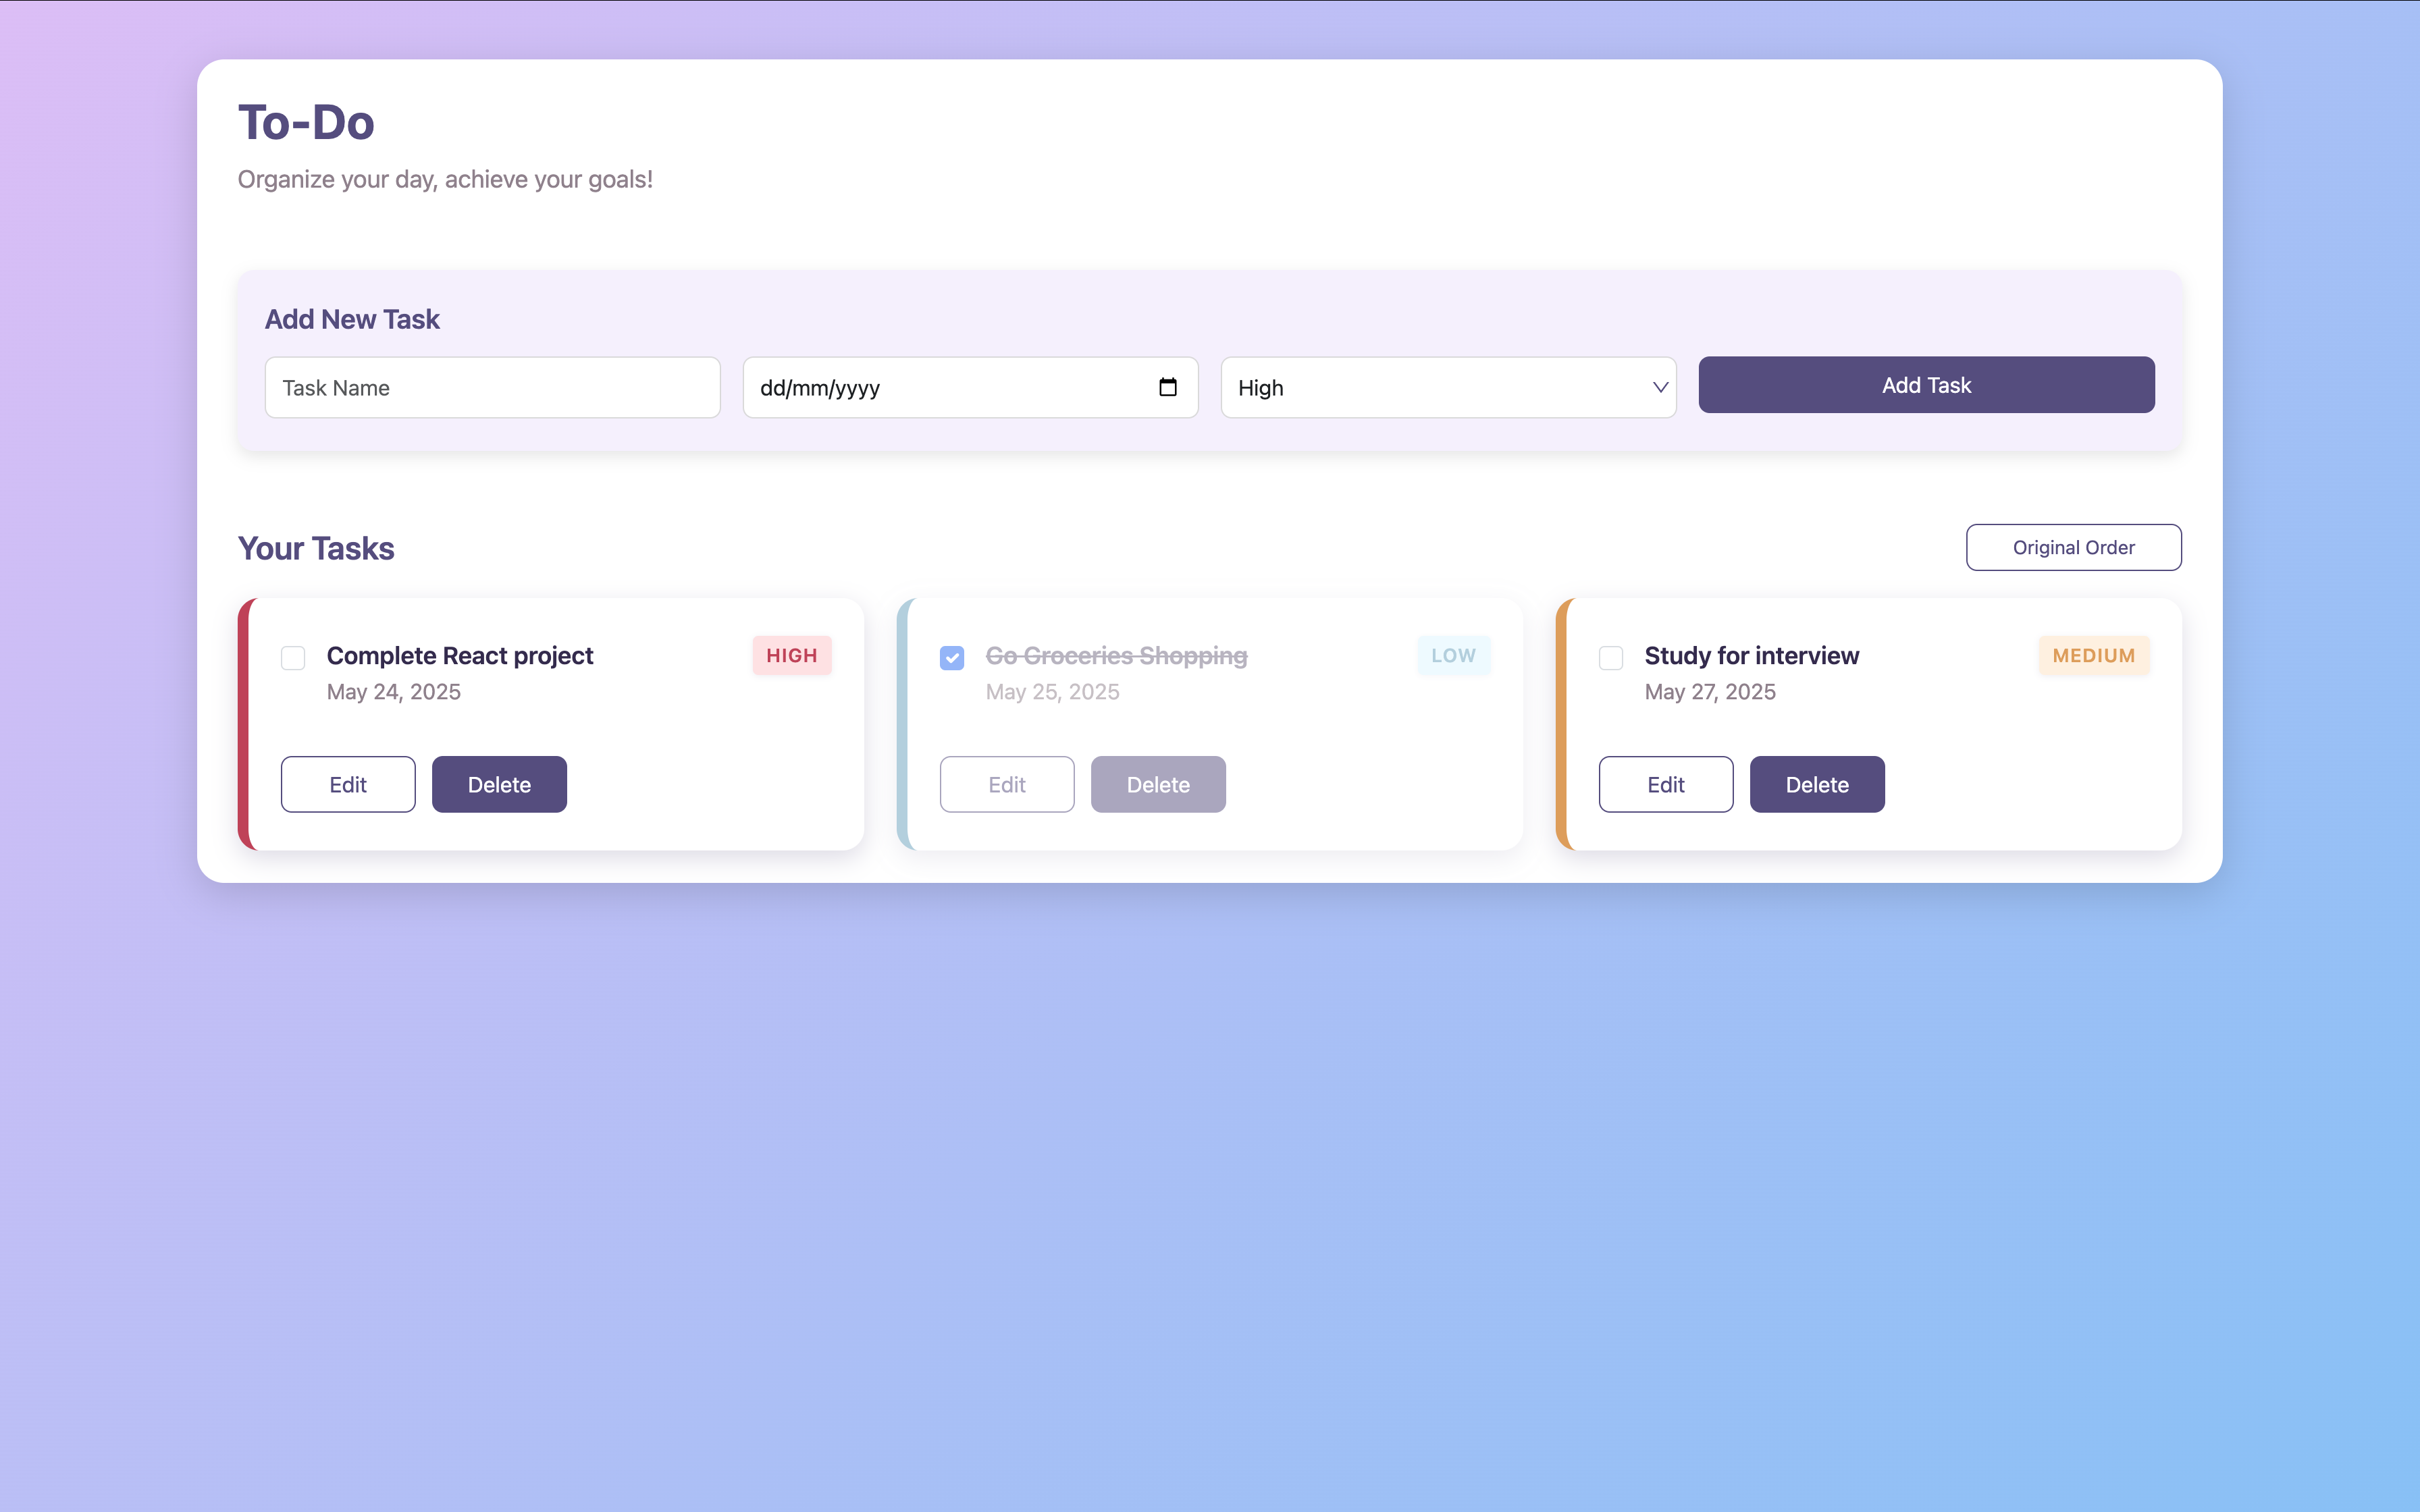 To-Do
Organize your day, achieve your goals!
Add New Task
Task Name
dd/mm/yyyy
High
Add Task
Your Tasks
Original Order
Complete React project
HIGH
May 24, 2025
Edit
Delete
Go Groceries Shopping
LOW
May 25, 2025
Edit
Delete
Study for interview
MEDIUM
May 27, 2025
Edit
Delete